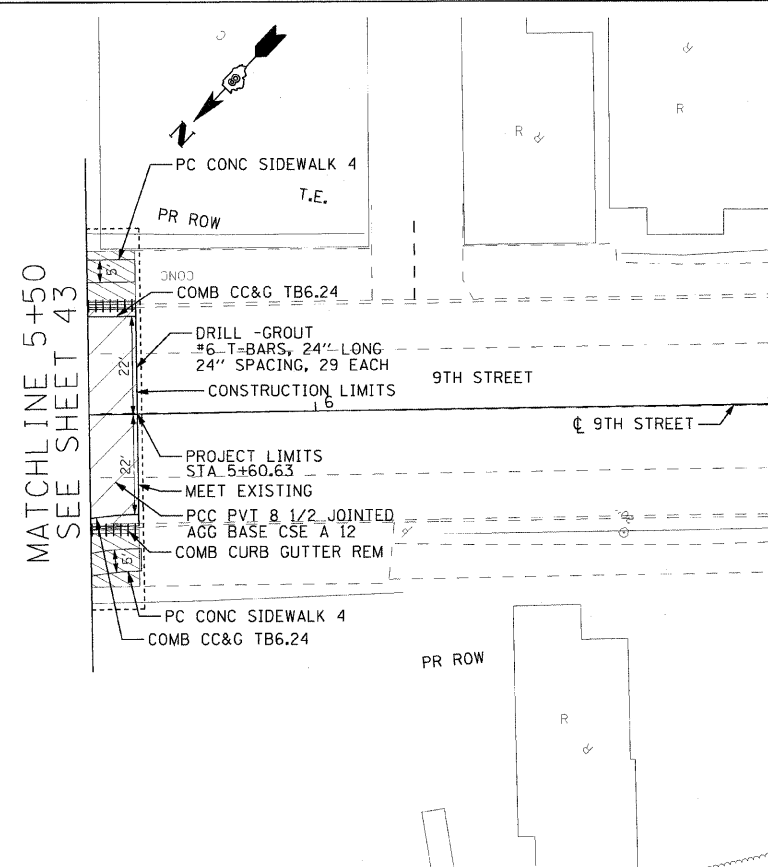 N
PC CONC SIDEWALK 4
T.E.
PR ROW
R
R
5'
CONC
COMB CC&G TB6.24
MATCHLINE 5+50
SEE SHEET 43
DRILL -GROUT
#6 T-BARS, 24" LONG
24" SPACING, 29 EACH
22'
CONSTRUCTION LIMITS
9TH STREET
6
℄ 9TH STREET
PROJECT LIMITS
STA 5+60.63
22'
MEET EXISTING
PCC PVT 8 1/2 JOINTED
AGG BASE CSE A 12
COMB CURB GUTTER REM
5'
PC CONC SIDEWALK 4
COMB CC&G TB6.24
PR ROW
R